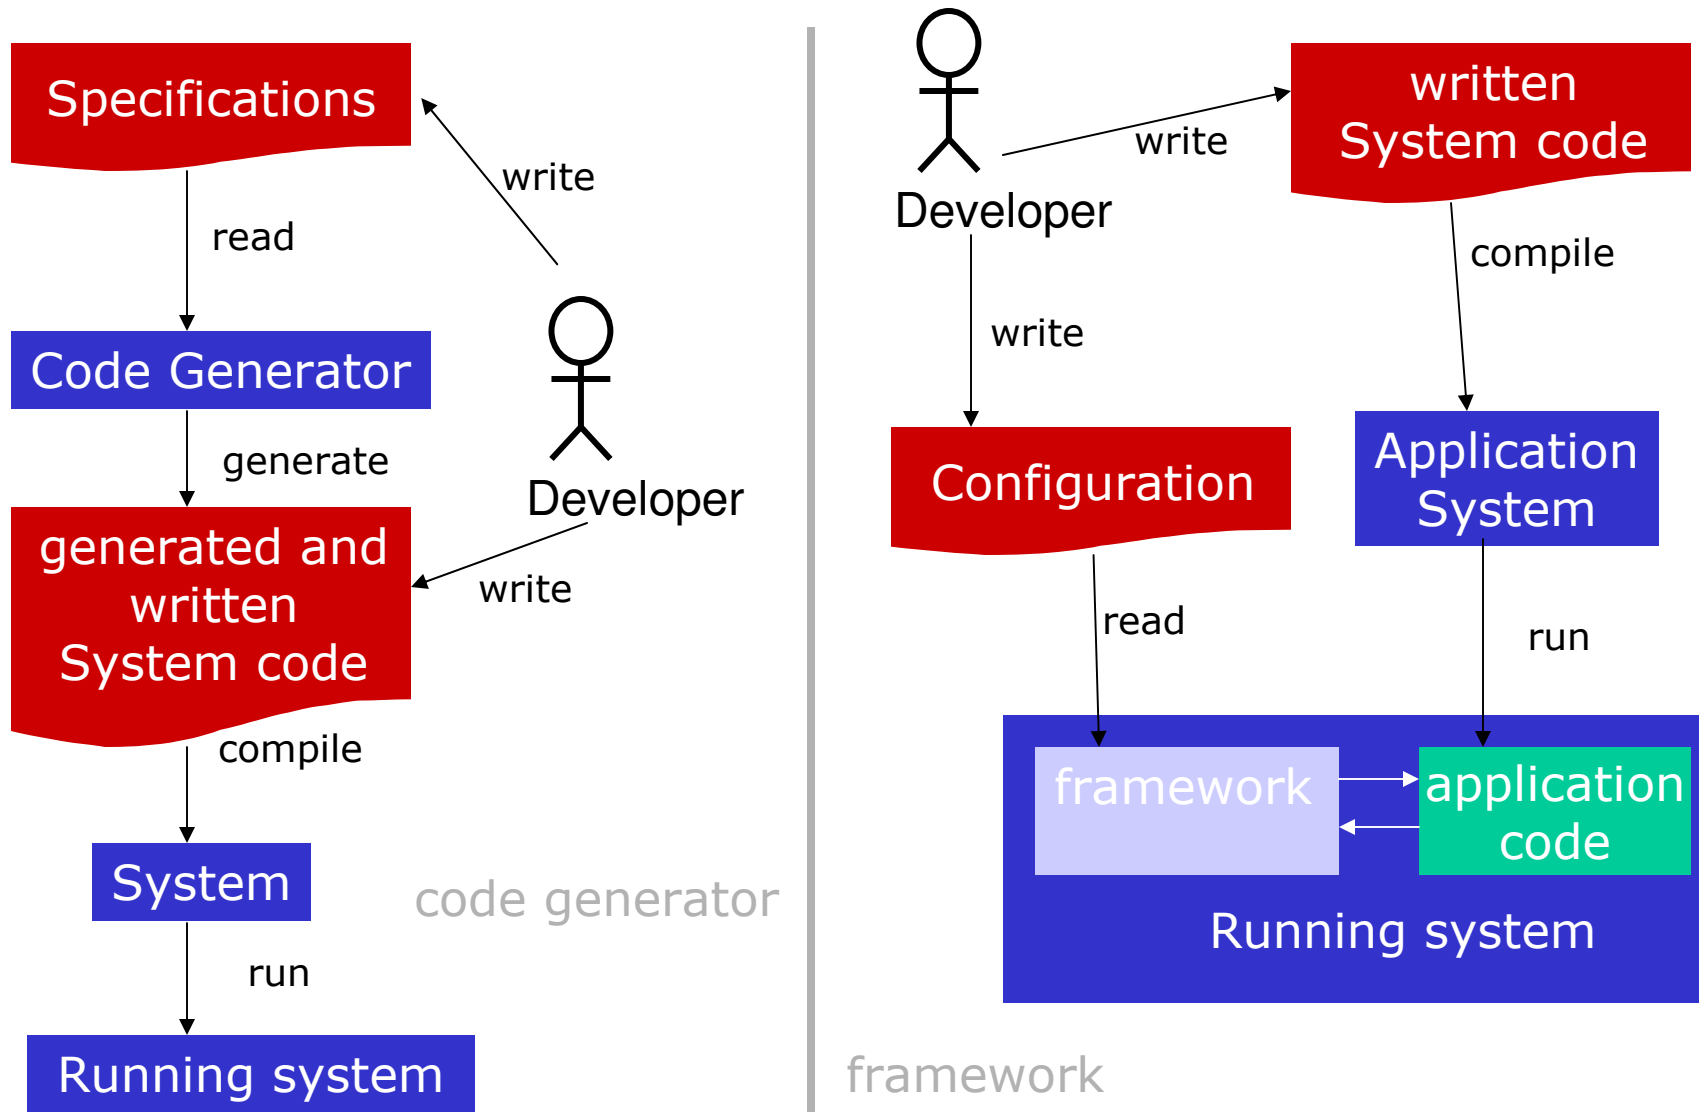 Specifications
write
read
Code Generator
generate
Developer
generated and
written
System code
write
compile
System
code generator
run
Running system
Developer
write
written
System code
compile
write
Configuration
Application
System
read
run
framework
application
code
Running system
framework